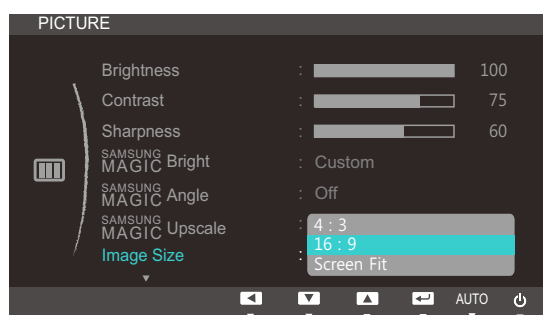 PICTURE
Brightness : 100
Contrast : 75
Sharpness : 60
SAMSUNG MAGIC Bright : Custom
SAMSUNG MAGIC Angle : Off
SAMSUNG MAGIC Upscale : 4 : 3
16 : 9
Image Size : Screen Fit
AUTO